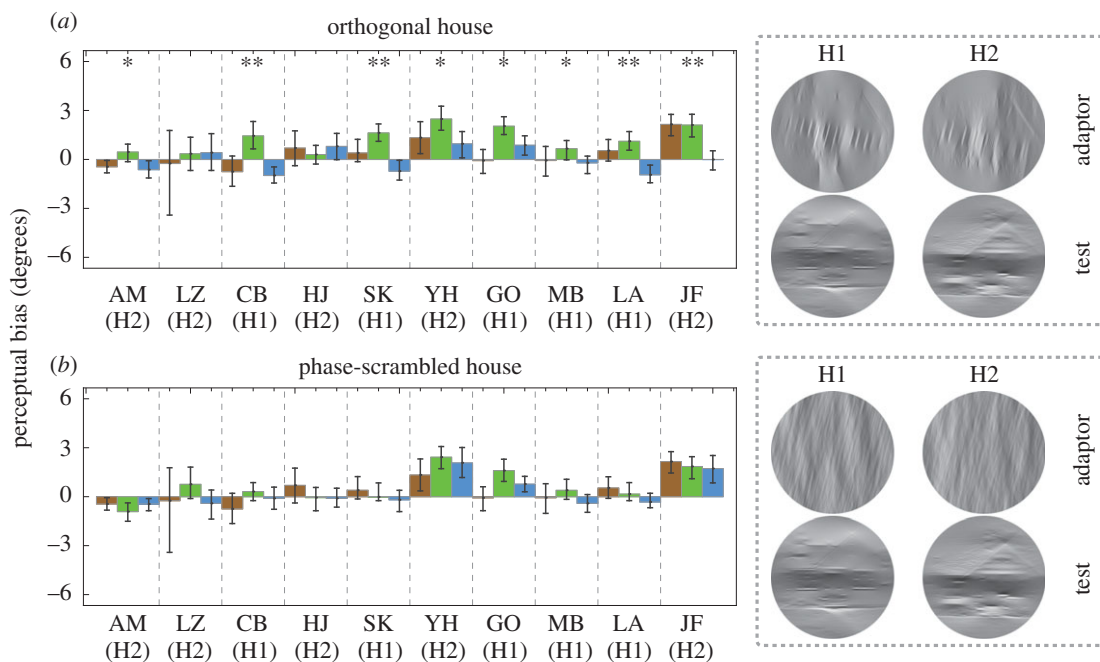 (a) orthogonal house
6
* ** ** * * * ** **
3
0
−3
−6
AM LZ CB HJ SK YH GO MB LA JF
(H2) (H2) (H1) (H2) (H1) (H2) (H1) (H1) (H1) (H2)
H1 H2
adaptor
test
perceptual bias (degrees)
(b) phase-scrambled house
6
3
0
−3
−6
AM LZ CB HJ SK YH GO MB LA JF
(H2) (H2) (H1) (H2) (H1) (H2) (H1) (H1) (H1) (H2)
H1 H2
adaptor
test